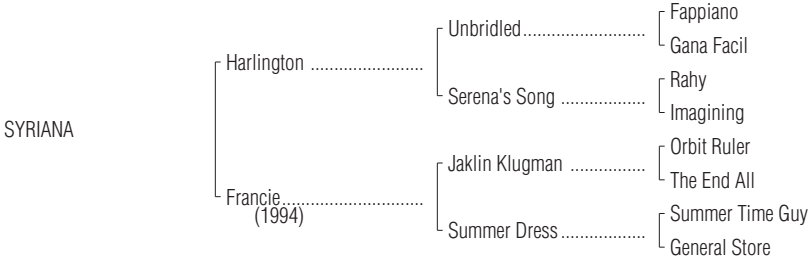 Fappiano
Unbridled........................
Gana Facil
Harlington ......................
Rahy
Serena's Song .................
Imagining
SYRIANA
Orbit Ruler
Jaklin Klugman ...............
The End All
Francie...........................
(1994)
Summer Time Guy
Summer Dress.................
General Store